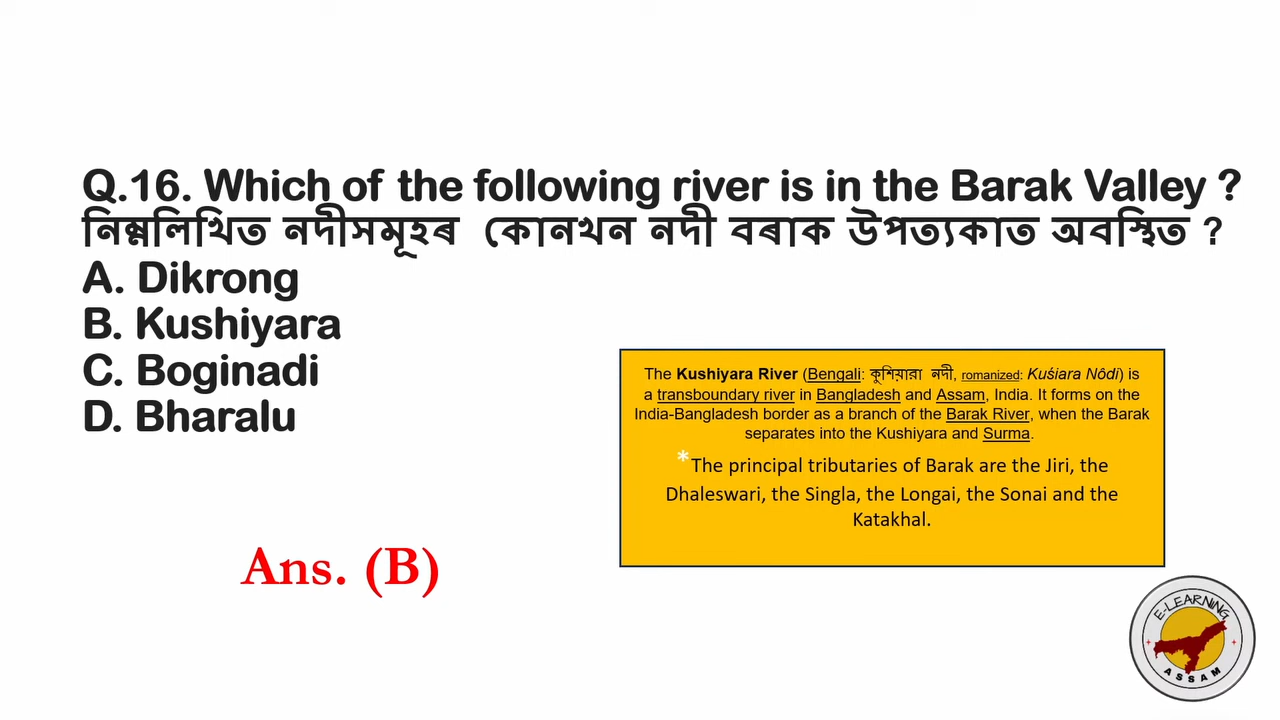 Q.16. Which of the following river is in the Barak Valley ?
নিম্নলিখিত নদীসমূহৰ কোনখন নদী বৰাক উপত্যকাত অবস্থিত ?
A. Dikrong
B. Kushiyara
C. Boginadi
D. Bharalu
The Kushiyara River (Bengali: কুশিয়ারা নদী, romanized: Kuśiara Nôdi) is
a transboundary river in Bangladesh and Assam, India. It forms on the
India-Bangladesh border as a branch of the Barak River, when the Barak
separates into the Kushiyara and Surma.
*The principal tributaries of Barak are the Jiri, the
Dhaleswari, the Singla, the Longai, the Sonai and the
Katakhal.
Ans. (B)
E-LEARNING
ASSAM